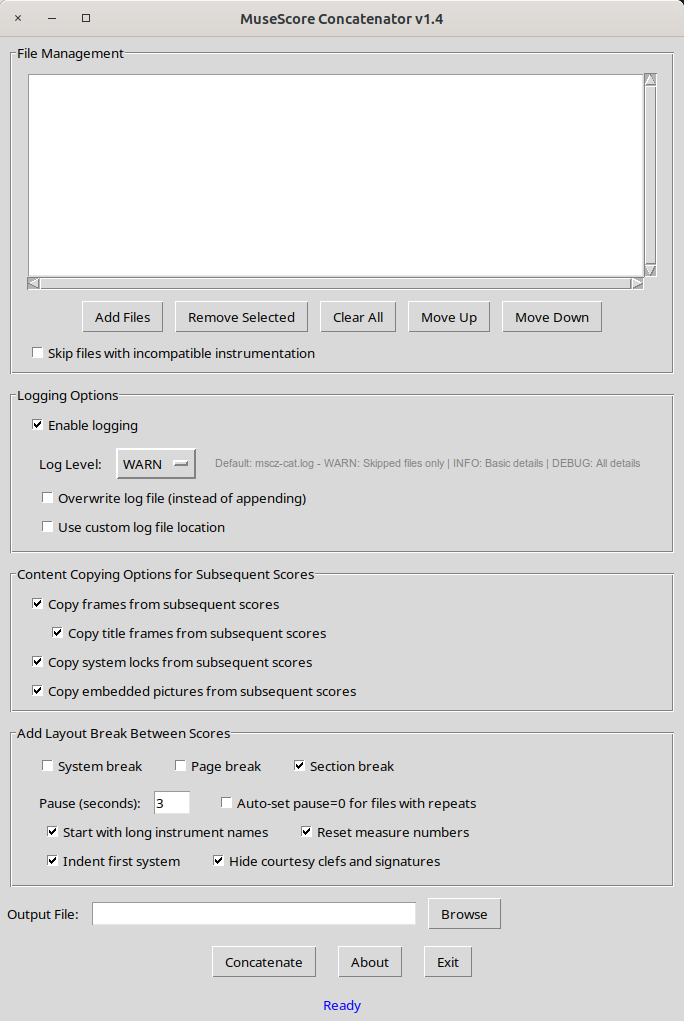 MuseScore Concatenator v1.4
File Management
Add Files Remove Selected Clear All Move Up Move Down
Skip files with incompatible instrumentation
Logging Options
Enable logging
Log Level: WARN Default: mscz-cat.log - WARN: Skipped files only | INFO: Basic details | DEBUG: All details
Overwrite log file (instead of appending)
Use custom log file location
Content Copying Options for Subsequent Scores
Copy frames from subsequent scores
Copy title frames from subsequent scores
Copy system locks from subsequent scores
Copy embedded pictures from subsequent scores
Add Layout Break Between Scores
System break Page break Section break
Pause (seconds): 3 Auto-set pause=0 for files with repeats
Start with long instrument names Reset measure numbers
Indent first system Hide courtesy clefs and signatures
Output File: Browse
Concatenate About Exit
Ready